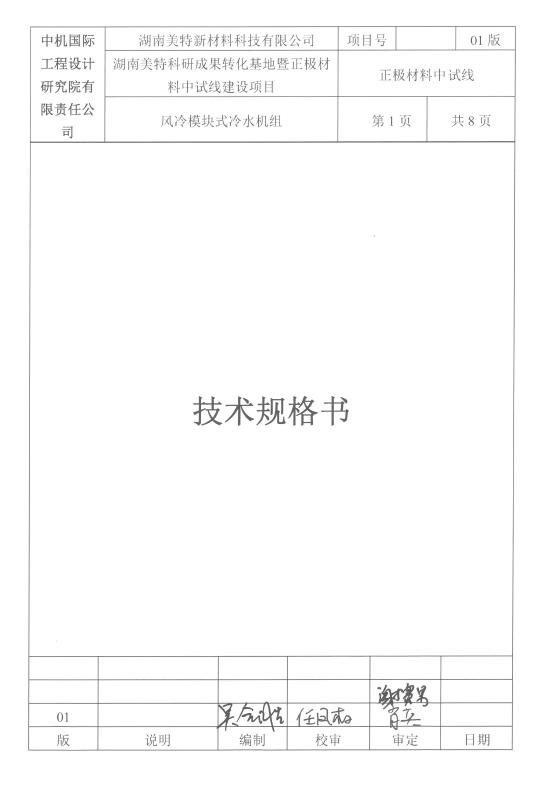 中机国际
工程设计
研究院有
限责任公
司
湖南美特新材料科技有限公司 项目号 01 版
湖南美特科研成果转化基地暨正极材
料中试线建设项目
正极材料中试线
风冷模块式冷水机组 第 1 页 共 8 页
技术规格书
01
版 说明 编制 校审 审定 日期